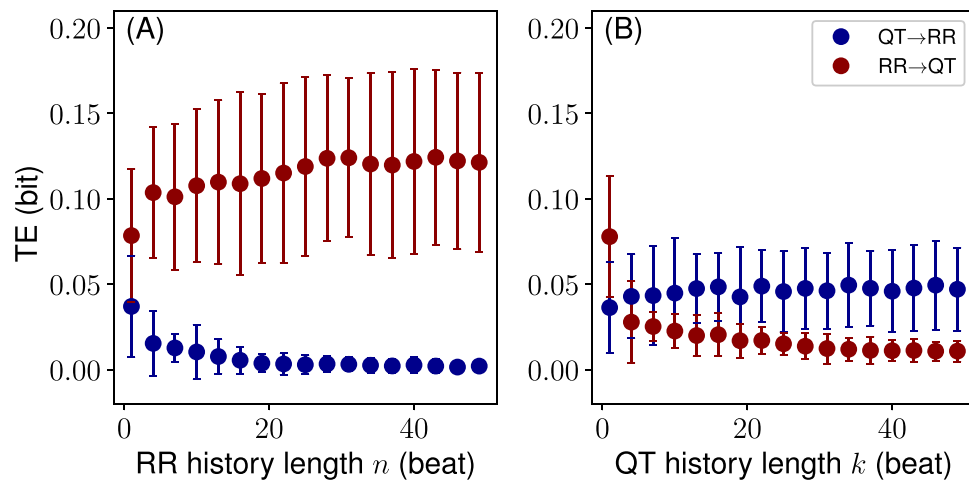 (A)
TE (bit)
0.20
0.15
0.10
0.05
0.00
0
20
40
RR history length n (beat)
(B)
QT→RR
RR→QT
0.20
0.15
0.10
0.05
0.00
0
20
40
QT history length k (beat)